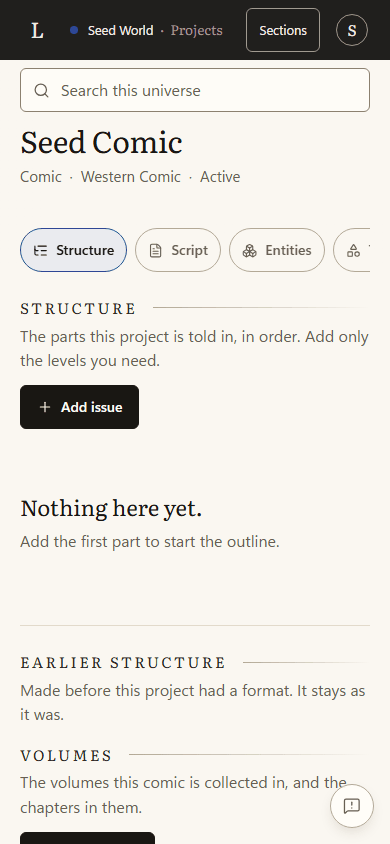 L
Seed World · Projects
Sections
S
Search this universe
Seed Comic
Comic · Western Comic · Active
Structure
Script
Entities
STRUCTURE
The parts this project is told in, in order. Add only
the levels you need.
Add issue
Nothing here yet.
Add the first part to start the outline.
EARLIER STRUCTURE
Made before this project had a format. It stays as
it was.
VOLUMES
The volumes this comic is collected in, and the
chapters in them.